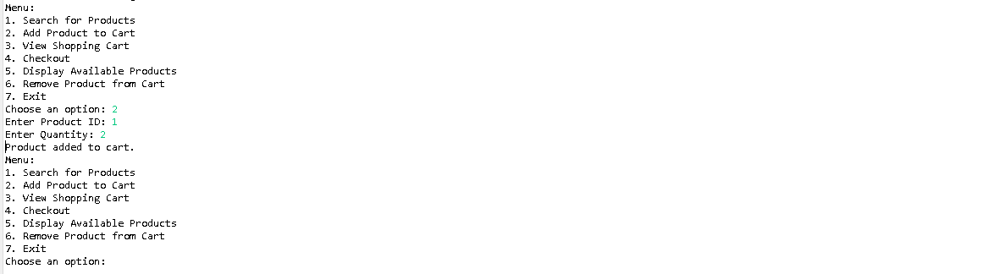 Menu:
1. Search for Products
2. Add Product to Cart
3. View Shopping Cart
4. Checkout
5. Display Available Products
6. Remove Product from Cart
7. Exit
Choose an option: 2
Enter Product ID: 1
Enter Quantity: 2
Product added to cart.
Menu:
1. Search for Products
2. Add Product to Cart
3. View Shopping Cart
4. Checkout
5. Display Available Products
6. Remove Product from Cart
7. Exit
Choose an option: